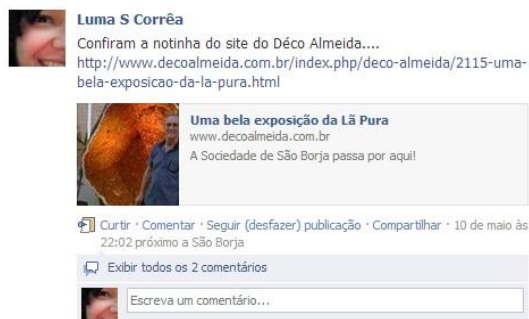 Luma S Corrêa
Confiram a notinha do site do Déco Almeida....
http://www.decoalmeida.com.br/index.php/deco-almeida/2115-uma-
bela-exposicao-da-la-pura.html
Uma bela exposição da Lã Pura
www.decoalmeida.com.br
A Sociedade de São Borja passa por aqui!
Curtir · Comentar · Seguir (desfazer) publicação · Compartilhar · 10 de maio às
22:02 próximo a São Borja
Exibir todos os 2 comentários
Escreva um comentário...